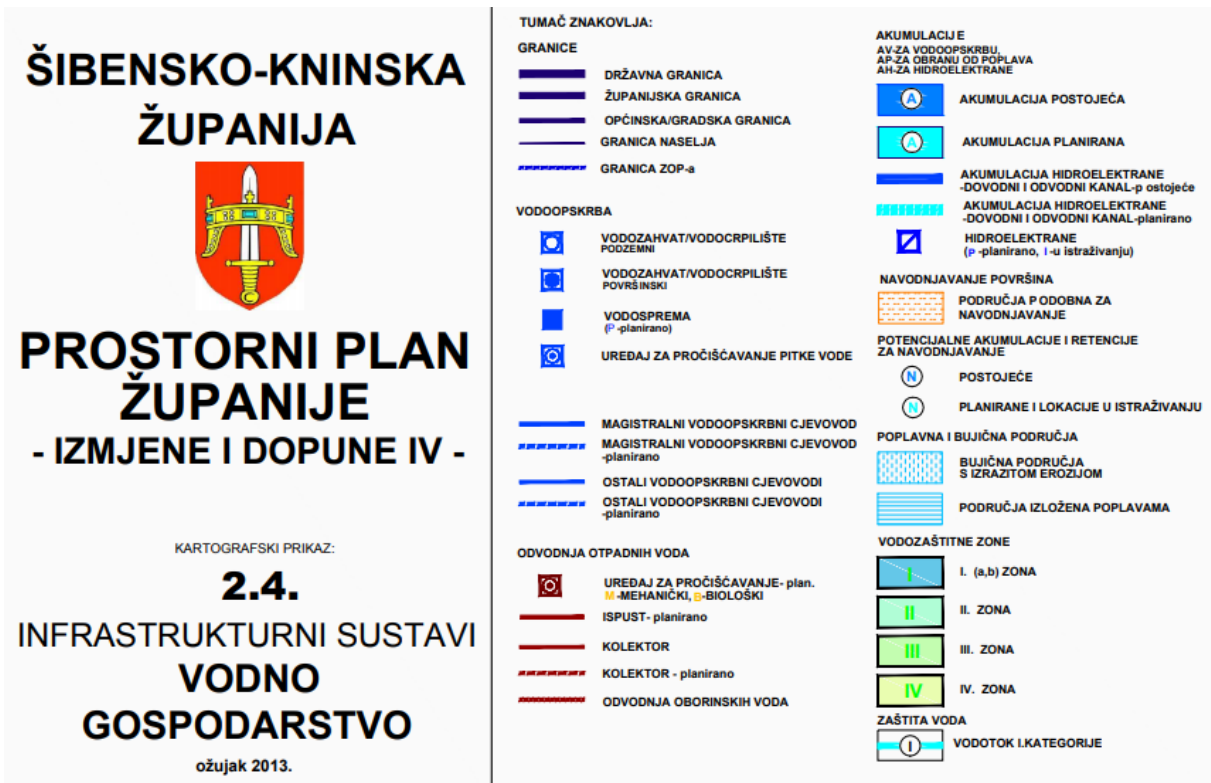 ŠIBENSKO-KNINSKA
ŽUPANIJA
PROSTORNI PLAN
ŽUPANIJE
- IZMJENE I DOPUNE IV -
KARTOGRAFSKI PRIKAZ:
2.4.
INFRASTRUKTURNI SUSTAVI
VODNO
GOSPODARSTVO
ožujak 2013.
TUMAČ ZNAKOVLJA:
GRANICE
DRŽAVNA GRANICA
ŽUPANIJSKA GRANICA
OPĆINSKA/GRADSKA GRANICA
GRANICA NASELJA
GRANICA ZOP-a
VODOOPSKRBA
VODOZAHVAT/VODOCRPILIŠTE
PODZEMNI
VODOZAHVAT/VODOCRPILIŠTE
POVRŠINSKI
VODOSPREMA
(P -planirano)
UREĐAJ ZA PROČIŠĆAVANJE PITKE VODE
MAGISTRALNI VODOOPSKRBNI CJEVOVOD
MAGISTRALNI VODOOPSKRBNI CJEVOVOD
-planirano
OSTALI VODOOPSKRBNI CJEVOVODI
OSTALI VODOOPSKRBNI CJEVOVODI
-planirano
ODVODNJA OTPADNIH VODA
UREĐAJ ZA PROČIŠĆAVANJE- plan.
M -MEHANIČKI, B-BIOLOŠKI
ISPUST- planirano
KOLEKTOR
KOLEKTOR - planirano
ODVODNJA OBORINSKIH VODA
AKUMULACIJE
AV-ZA VODOOPSKRBU,
AP-ZA OBRANU OD POPLAVA
AH-ZA HIDROELEKTRANE
A AKUMULACIJA POSTOJEĆA
A AKUMULACIJA PLANIRANA
AKUMULACIJA HIDROELEKTRANE
-DOVODNI I ODVODNI KANAL-p ostojeće
AKUMULACIJA HIDROELEKTRANE
-DOVODNI I ODVODNI KANAL-planirano
HIDROELEKTRANE
(P -planirano, I -u istraživanju)
NAVODNJAVANJE POVRŠINA
PODRUČJA P ODOBNA ZA
NAVODNJAVANJE
POTENCIJALNE AKUMULACIJE I RETENCIJE
ZA NAVODNJAVANJE
N POSTOJEĆE
N PLANIRANE I LOKACIJE U ISTRAŽIVANJU
POPLAVNA I BUJIČNA PODRUČJA
BUJIČNA PODRUČJA
S IZRAZITOM EROZIJOM
PODRUČJA IZLOŽENA POPLAVAMA
VODOZAŠTITNE ZONE
I I. (a,b) ZONA
II II. ZONA
III III. ZONA
IV IV. ZONA
ZAŠTITA VODA
I VODOTOK I.KATEGORIJE